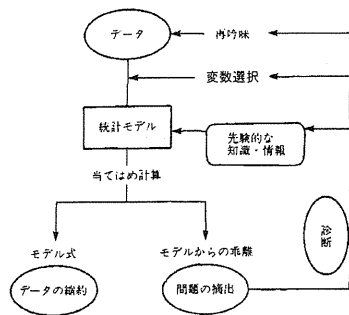 データ
再吟味
変数選択
統計モデル
先験的な
知識・情報
当てはめ計算
診断
モデル式
モデルからの乖離
データの縮約
問題の摘出